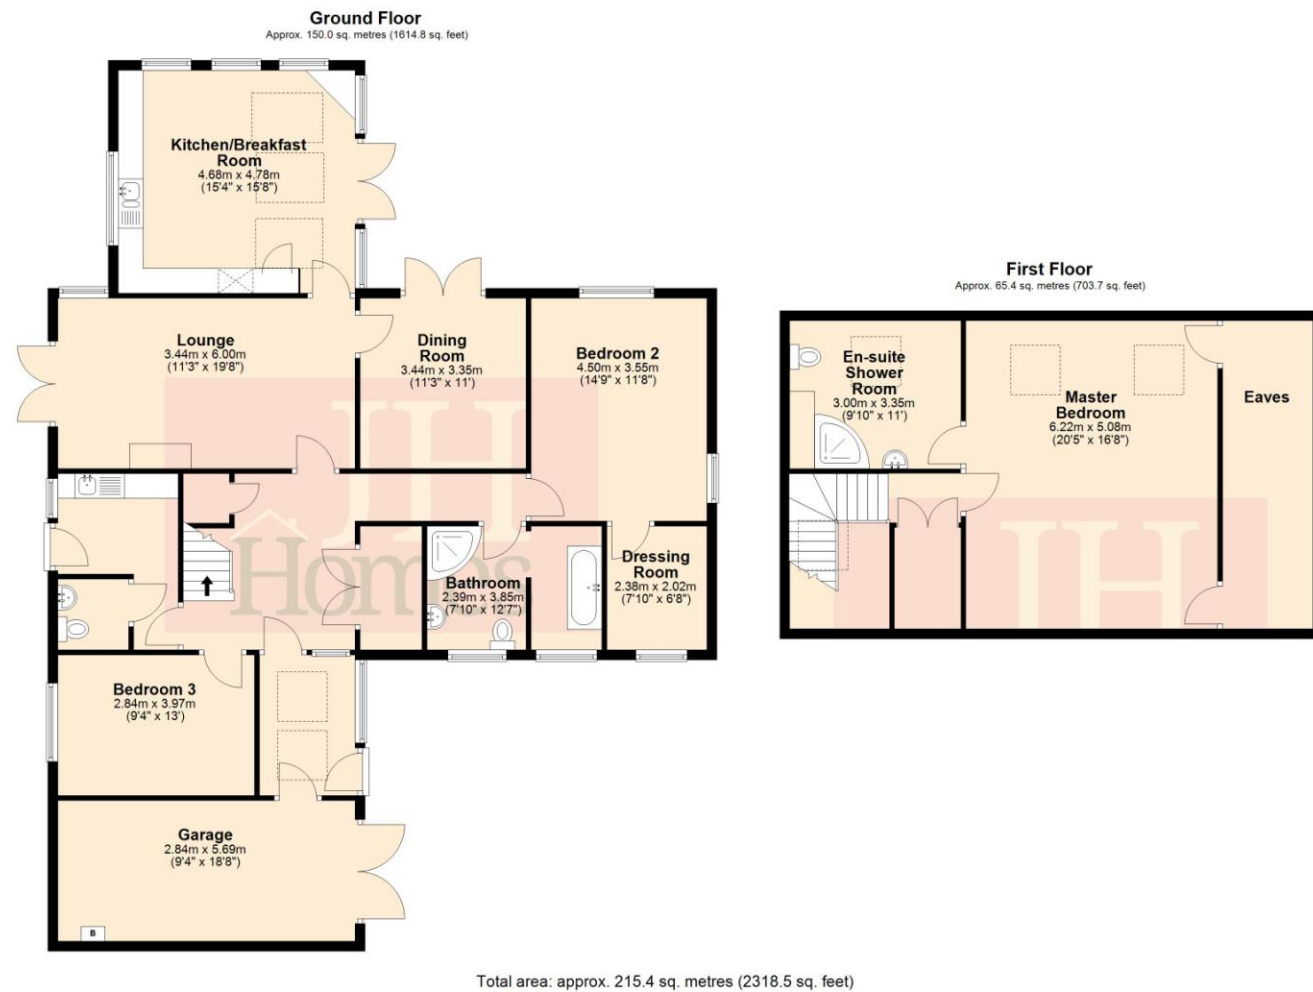 Ground Floor
Approx. 150.0 sq. metres (1614.8 sq. feet)
Kitchen/Breakfast
Room
4.68m x 4.78m
(15'4" x 15'8")
Lounge
3.44m x 6.00m
(11'3" x 19'8")
Dining
Room
3.44m x 3.35m
(11'3" x 11')
Bedroom 2
4.50m x 3.55m
(14'9" x 11'8")
JH
Homes
Bathroom
2.39m x 3.85m
(7'10" x 12'7")
Dressing
Room
2.38m x 2.02m
(7'10" x 6'8")
Bedroom 3
2.84m x 3.97m
(9'4" x 13')
Garage
2.84m x 5.69m
(9'4" x 18'8")
B
First Floor
Approx. 65.4 sq. metres (703.7 sq. feet)
En-suite
Shower
Room
3.00m x 3.35m
(9'10" x 11')
Master
Bedroom
6.22m x 5.08m
(20'5" x 16'8")
Eaves
JH
Total area: approx. 215.4 sq. metres (2318.5 sq. feet)